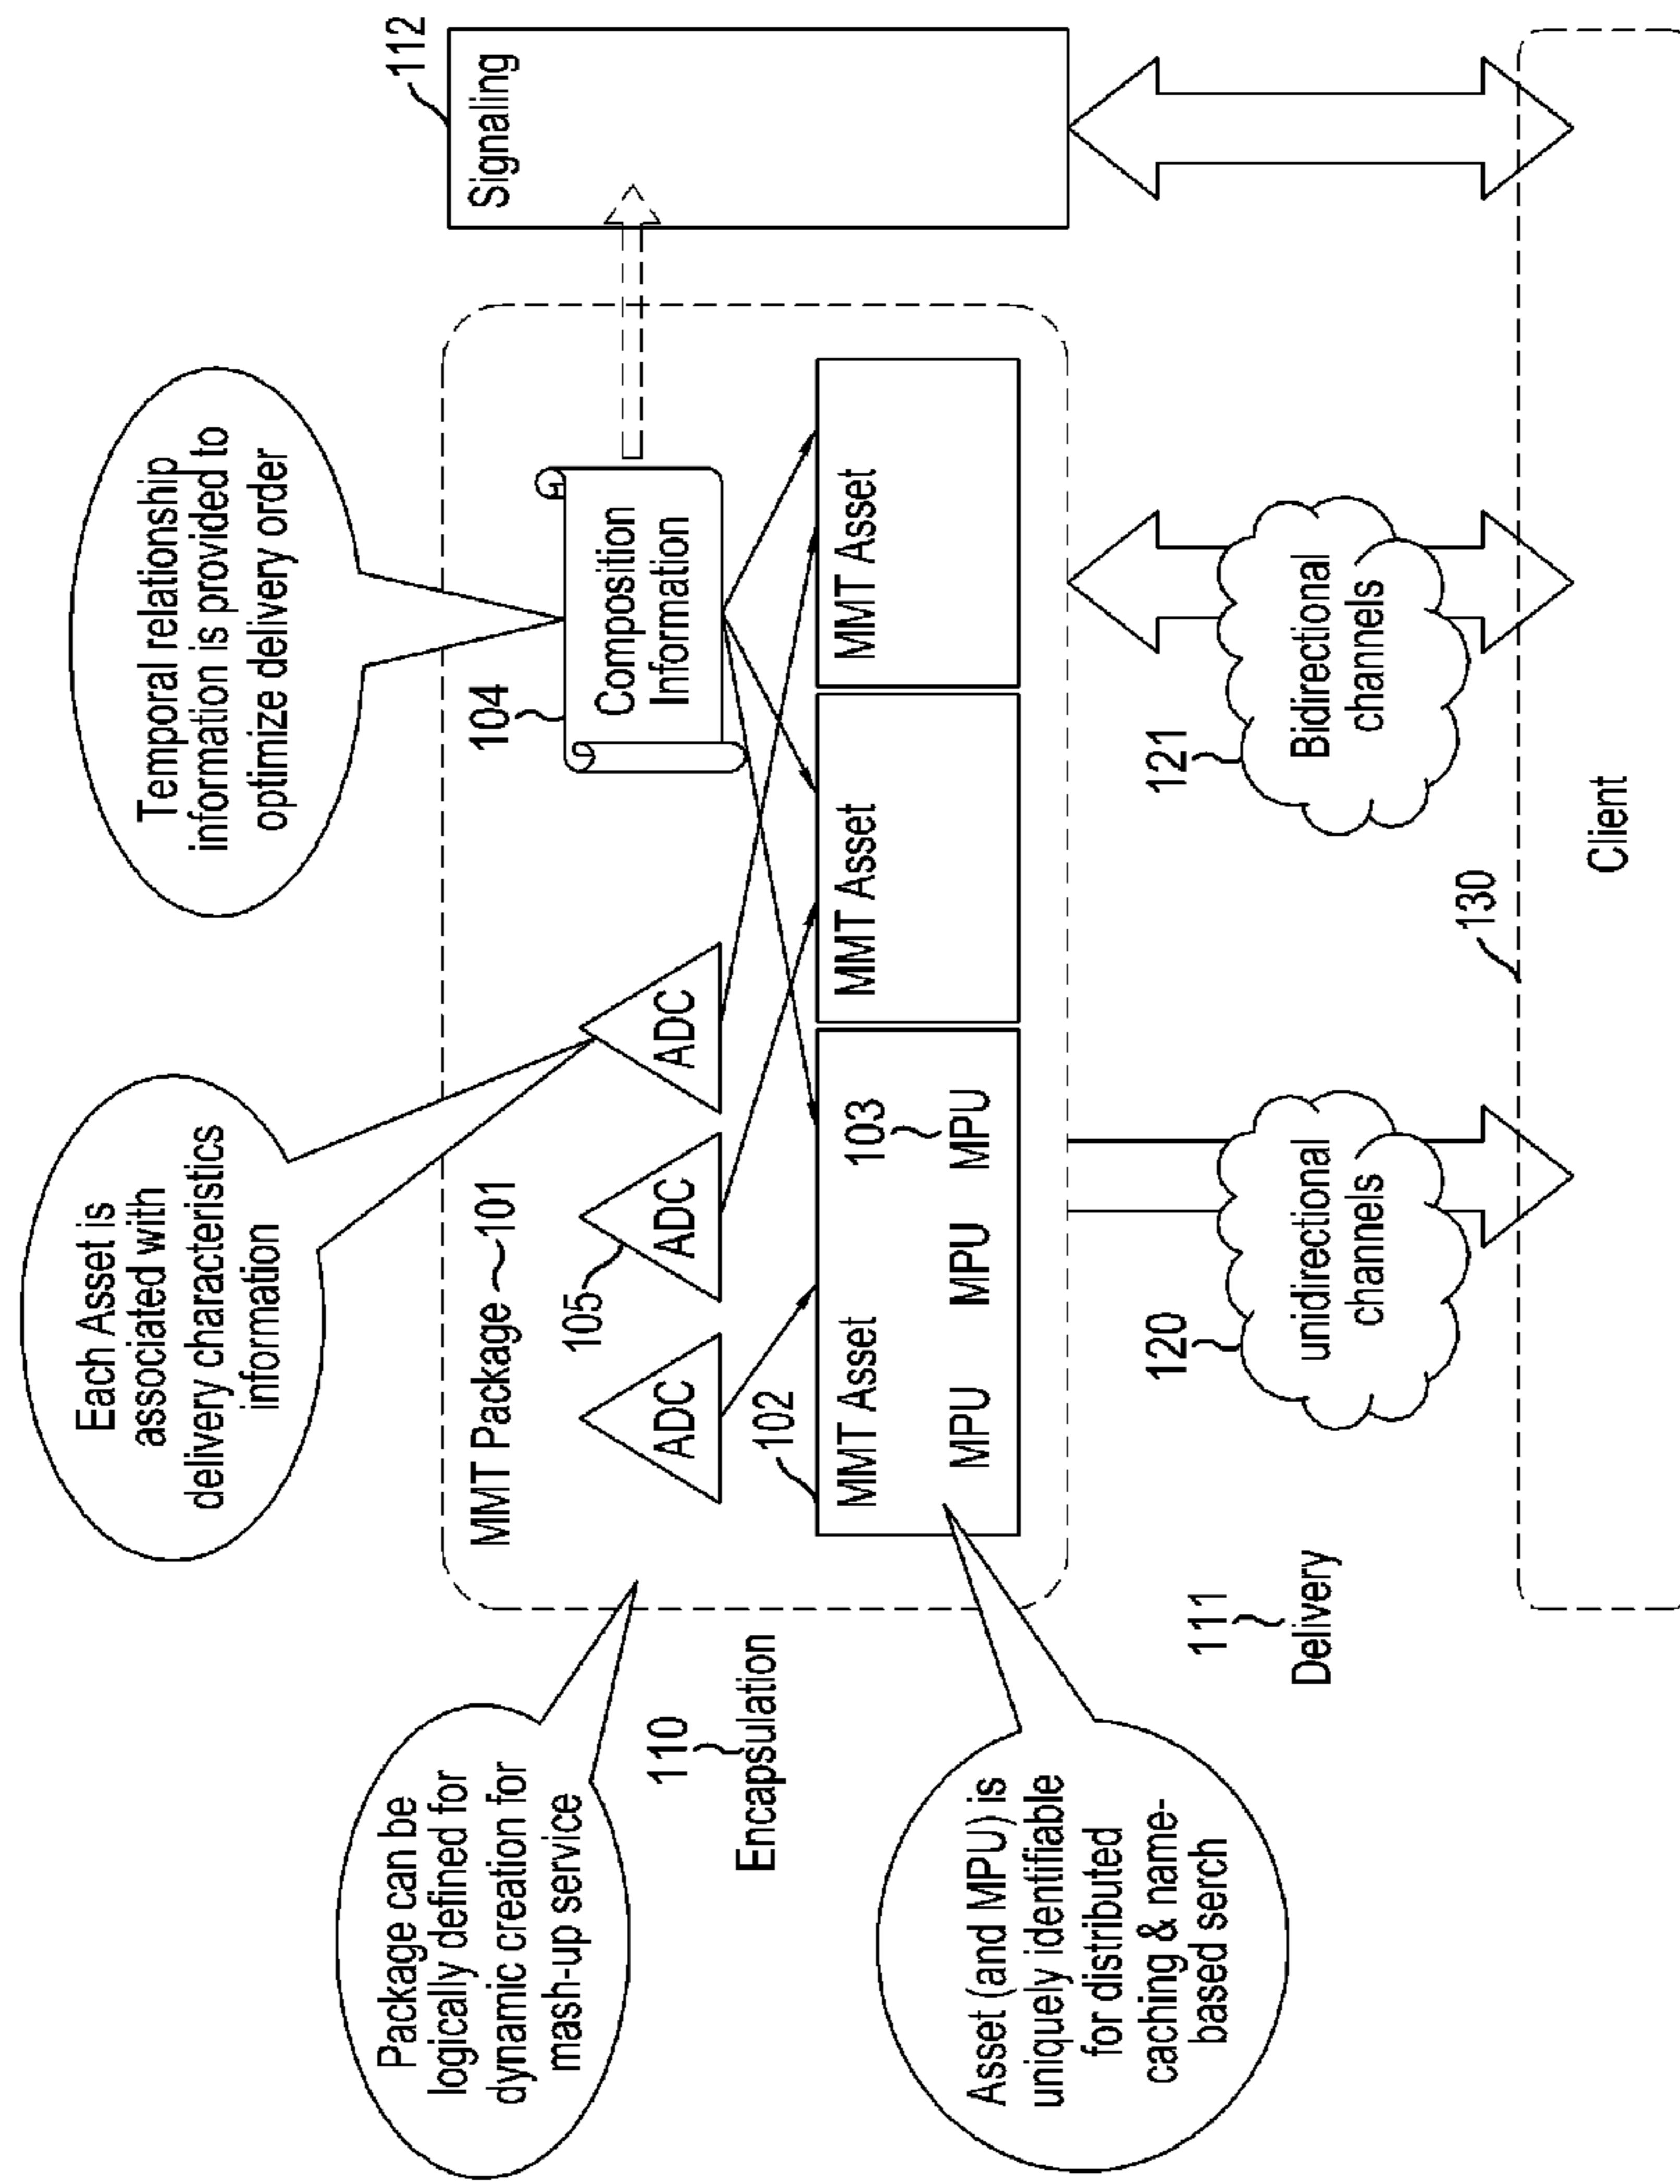 Each Asset is
associated with
delivery characteristics
information
Temporal relationship
information is provided to
optimize delivery order
Package can be
logically defined for
dynamic creation for
mash-up service
110
Encapsulation
MMT Package 101
105
ADC
ADC
ADC
104
Composition
Information
112
Signaling
102
MMT Asset
103
MPU MPU MPU
MMT Asset
MMT Asset
Asset (and MPU) is
uniquely identifiable
for distributed
caching & name-
based serch
111
Delivery
120
unidirectional
channels
121
Bidirectional
channels
130
Client